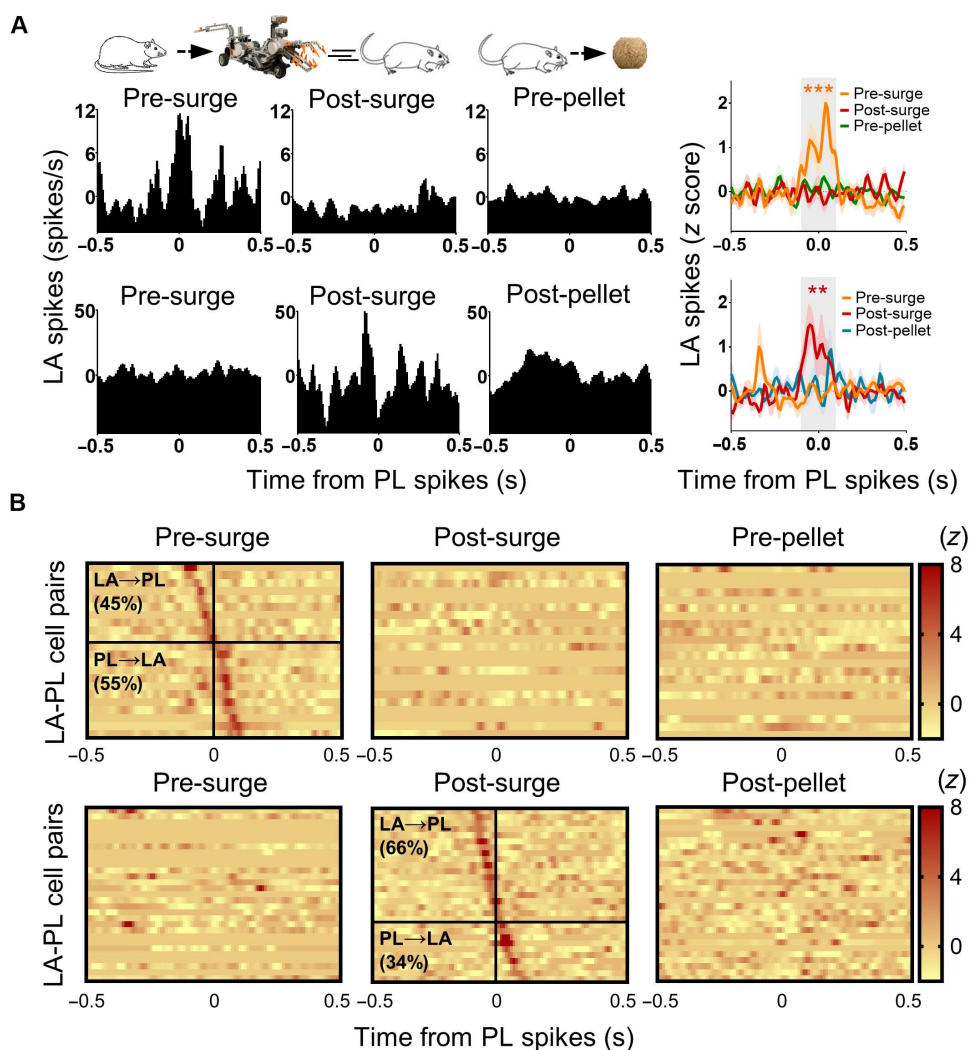 A
Pre-surge
Post-surge
Pre-pellet
LA spikes (spikes/s)
12
6
0
−0.5 0 0.5
12
6
0
−0.5 0 0.5
12
6
0
−0.5 0 0.5
Pre-surge
Post-surge
Post-pellet
50
0
−0.5 0 0.5
50
0
−0.5 0 0.5
50
0
−0.5 0 0.5
Time from PL spikes (s)
LA spikes (z score)
***
Pre-surge
Post-surge
Pre-pellet
2
1
0
−0.5 0.0 0.5
**
Pre-surge
Post-surge
Post-pellet
2
1
0
−0.5 0.0 0.5
Time from PL spikes (s)
B
Pre-surge
Post-surge
Pre-pellet
(z)
LA-PL cell pairs
LA→PL
(45%)
PL→LA
(55%)
8
4
0
−0.5 0 0.5
−0.5 0 0.5
−0.5 0 0.5
Pre-surge
Post-surge
Post-pellet
(z)
LA-PL cell pairs
LA→PL
(66%)
PL→LA
(34%)
8
4
0
−0.5 0 0.5
−0.5 0 0.5
−0.5 0 0.5
Time from PL spikes (s)